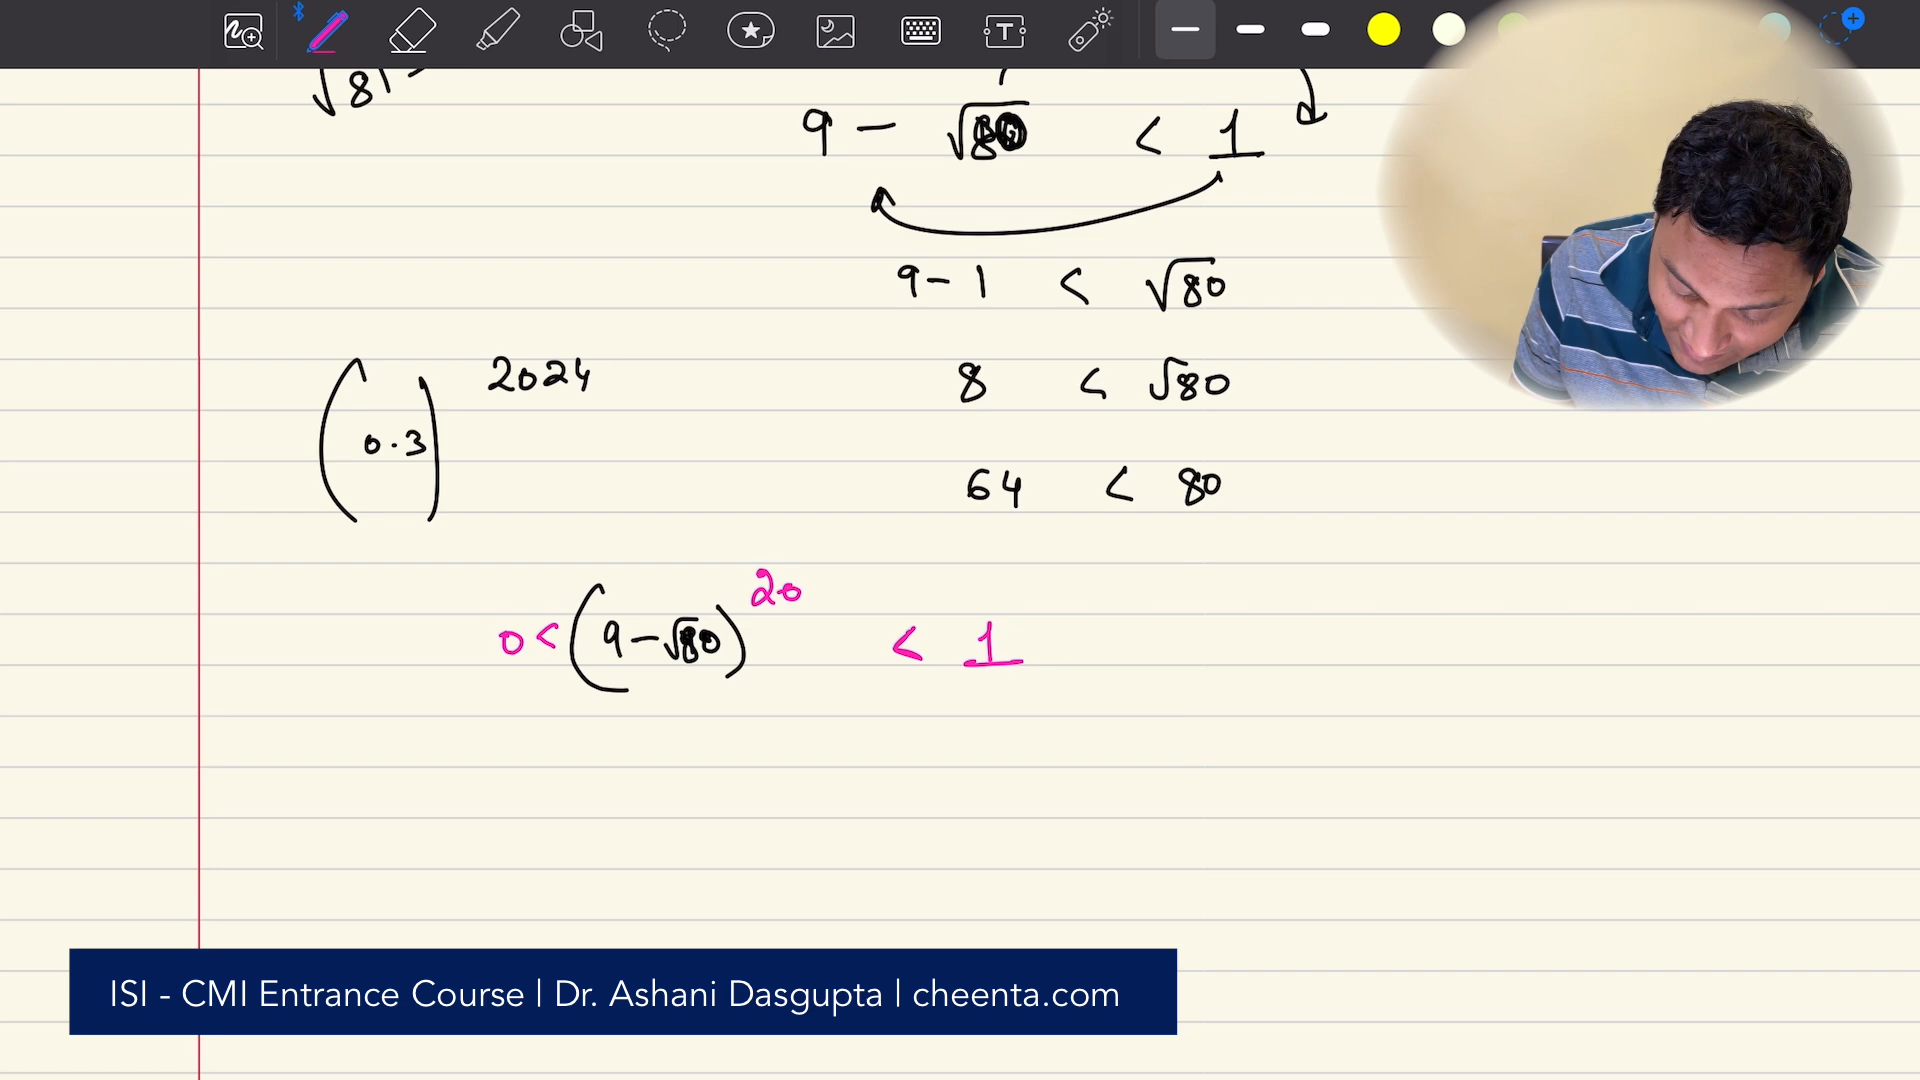 √81 -
9 - √80 < 1
9 - 1 < √80
(0.3)^2024
8 < √80
64 < 80
0 < (9 - √80)^20 < 1
ISI - CMI Entrance Course | Dr. Ashani Dasgupta | cheenta.com